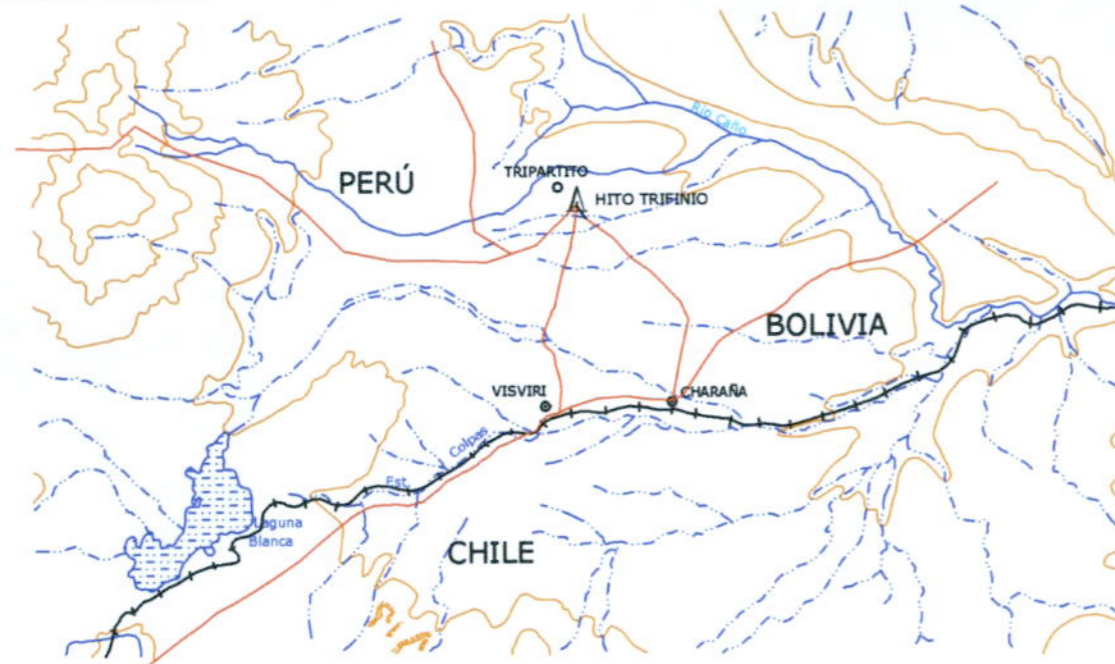 Río Caño
PERÚ
TRIPARTITO
HITO TRIFINIO
BOLIVIA
VISVIRI
CHARAÑA
Est. Colpas
Laguna
Blanca
CHILE